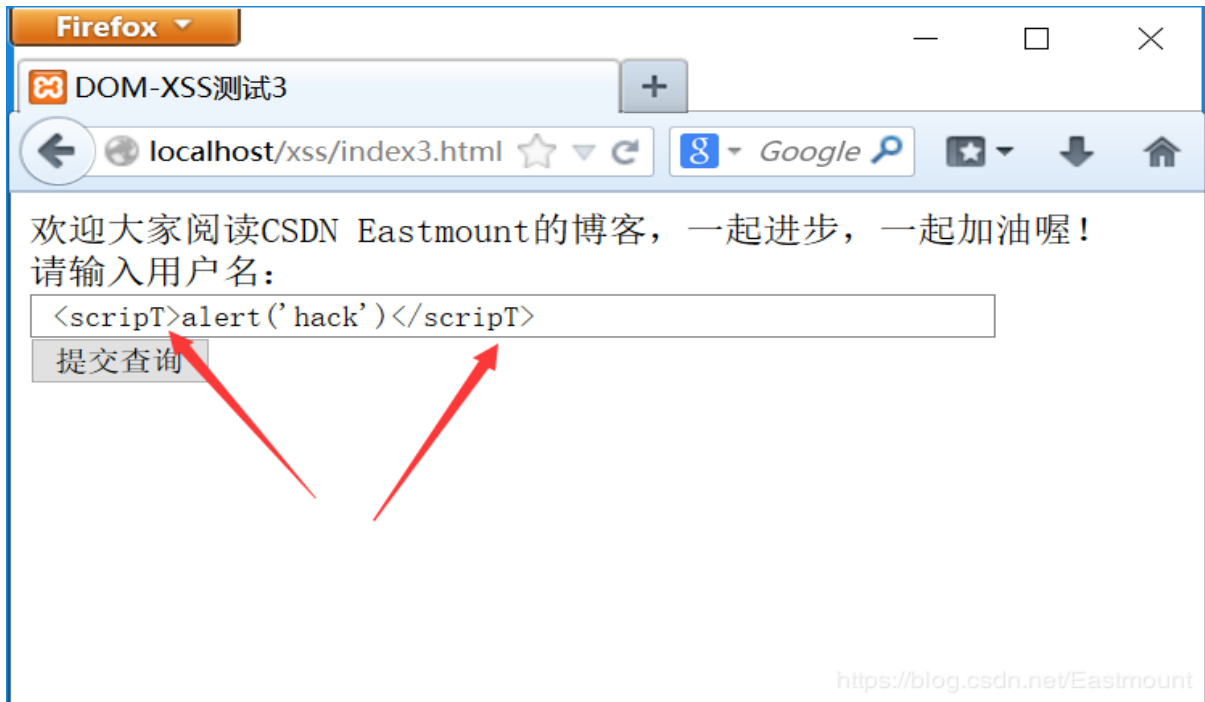 Firefox
DOM-XSS测试3
localhost/xss/index3.html
Google
欢迎大家阅读CSDN Eastmount的博客，一起进步，一起加油喔！
请输入用户名：
<scripT>alert('hack')</scripT>
提交查询
https://blog.csdn.net/Eastmount